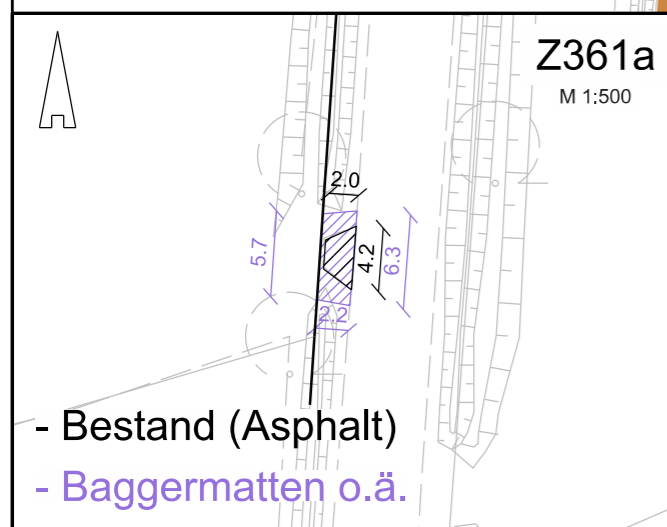 Z361a
M 1:500
2.0
5.7
4.2
6.3
2.2
- Bestand (Asphalt)
- Baggermatten o.ä.